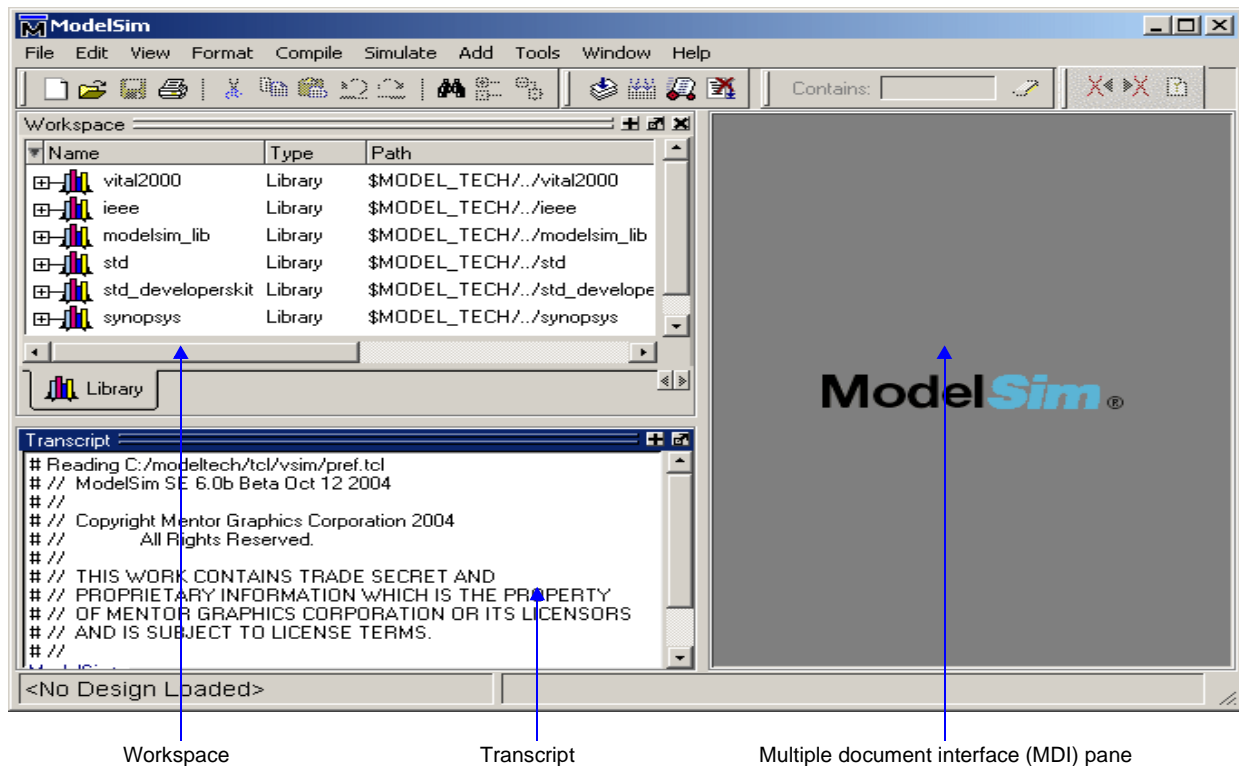 ModelSim
File Edit View Format Compile Simulate Add Tools Window Help
Contains:
Workspace
Name Type Path
vital2000 Library $MODEL_TECH/../vital2000
ieee Library $MODEL_TECH/../ieee
modelsim_lib Library $MODEL_TECH/../modelsim_lib
std Library $MODEL_TECH/../std
std_developerskit Library $MODEL_TECH/../std_develope
synopsys Library $MODEL_TECH/../synopsys
Library
ModelSim ®
Transcript
# Reading C:/modeltech/tcl/vsim/pref.tcl
# // ModelSim SE 6.0b Beta Oct 12 2004
# //
# // Copyright Mentor Graphics Corporation 2004
# // All Rights Reserved.
# //
# // THIS WORK CONTAINS TRADE SECRET AND
# // PROPRIETARY INFORMATION WHICH IS THE PROPERTY
# // OF MENTOR GRAPHICS CORPORATION OR ITS LICENSORS
# // AND IS SUBJECT TO LICENSE TERMS.
# //
<No Design Loaded>
Workspace Transcript Multiple document interface (MDI) pane